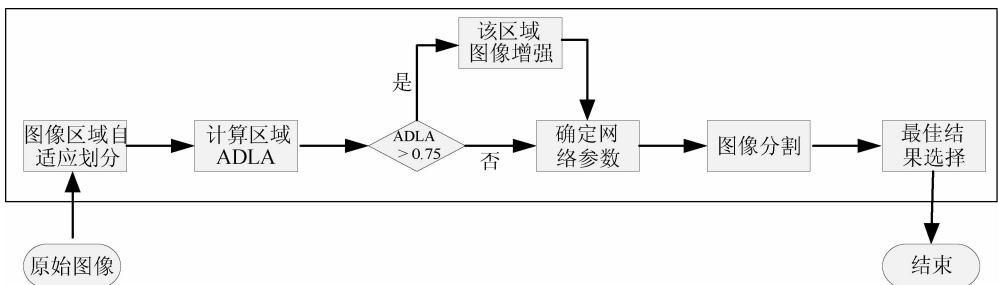 该区域
图像增强
是
图像区域自
适应划分
计算区域
ADLA
ADLA
>0.75
否
确定网
络参数
图像分割
最佳结
果选择
原始图像
结束